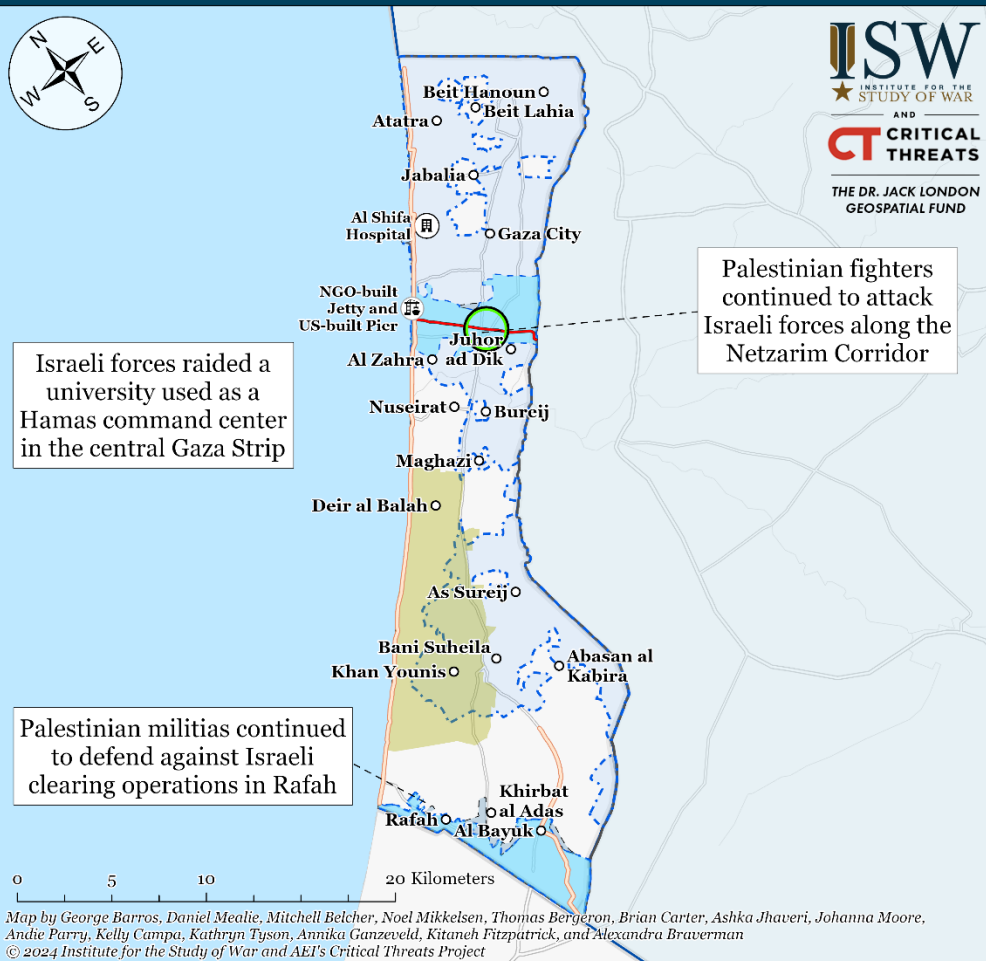 N
E
W
S
ISW
INSTITUTE FOR THE
STUDY OF WAR
AND
CT CRITICAL
THREATS
THE DR. JACK LONDON
GEOSPATIAL FUND
Beit Hanoun
Beit Lahia
Atatra
Jabalia
Al Shifa
Hospital
Gaza City
NGO-built
Jetty and
US-built Pier
Palestinian fighters
continued to attack
Israeli forces along the
Netzarim Corridor
Juhor
ad Dik
Al Zahra
Israeli forces raided a
university used as a
Hamas command center
in the central Gaza Strip
Nuseirat
Bureij
Maghazi
Deir al Balah
As Sureij
Bani Suheila
Khan Younis
Abasan al
Kabira
Palestinian militias continued
to defend against Israeli
clearing operations in Rafah
Khirbat
al Adas
Rafah
Al Bayuk
0 5 10 20 Kilometers
Map by George Barros, Daniel Mealie, Mitchell Belcher, Noel Mikkelsen, Thomas Bergeron, Brian Carter, Ashka Jhaveri, Johanna Moore,
Andie Parry, Kelly Campa, Kathryn Tyson, Annika Ganzeveld, Kitaneh Fitzpatrick, and Alexandra Braverman
© 2024 Institute for the Study of War and AEI's Critical Threats Project